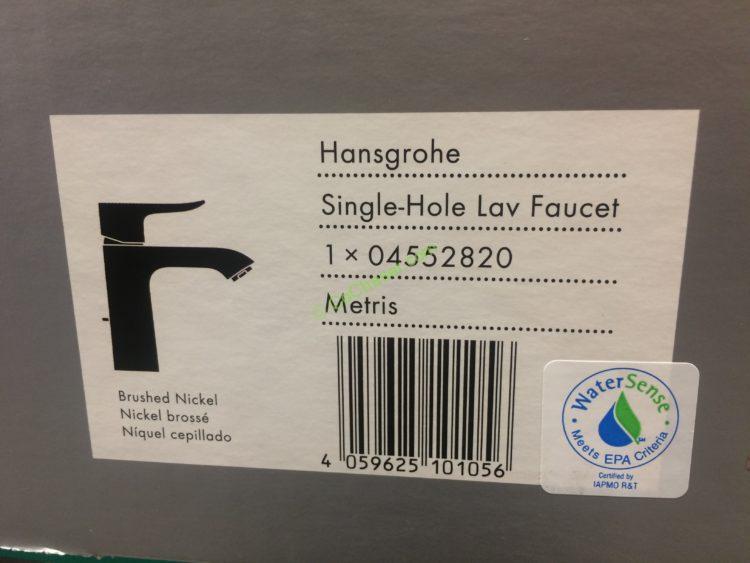 Hansgrohe
Single-Hole Lav Faucet
1 × 04552820
Metris
Brushed Nickel
Nickel brossé
Níquel cepillado
4 059625 101056
WaterSense
Meets EPA Criteria
Certified by
IAPMO R&T